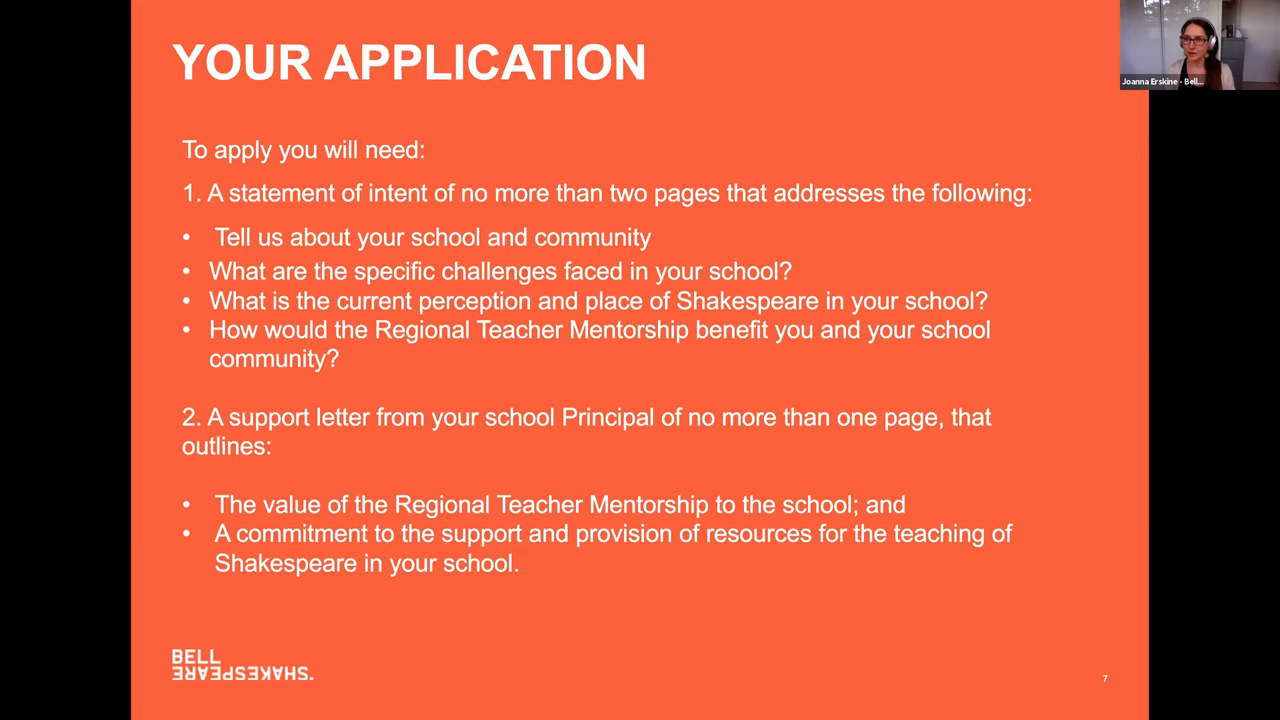 YOUR APPLICATION
Joanna Erskine - Bell...
To apply you will need:
1. A statement of intent of no more than two pages that addresses the following:
• Tell us about your school and community
• What are the specific challenges faced in your school?
• What is the current perception and place of Shakespeare in your school?
• How would the Regional Teacher Mentorship benefit you and your school
community?
2. A support letter from your school Principal of no more than one page, that
outlines:
• The value of the Regional Teacher Mentorship to the school; and
• A commitment to the support and provision of resources for the teaching of
Shakespeare in your school.
BELL
SHAKESPEARE.
7